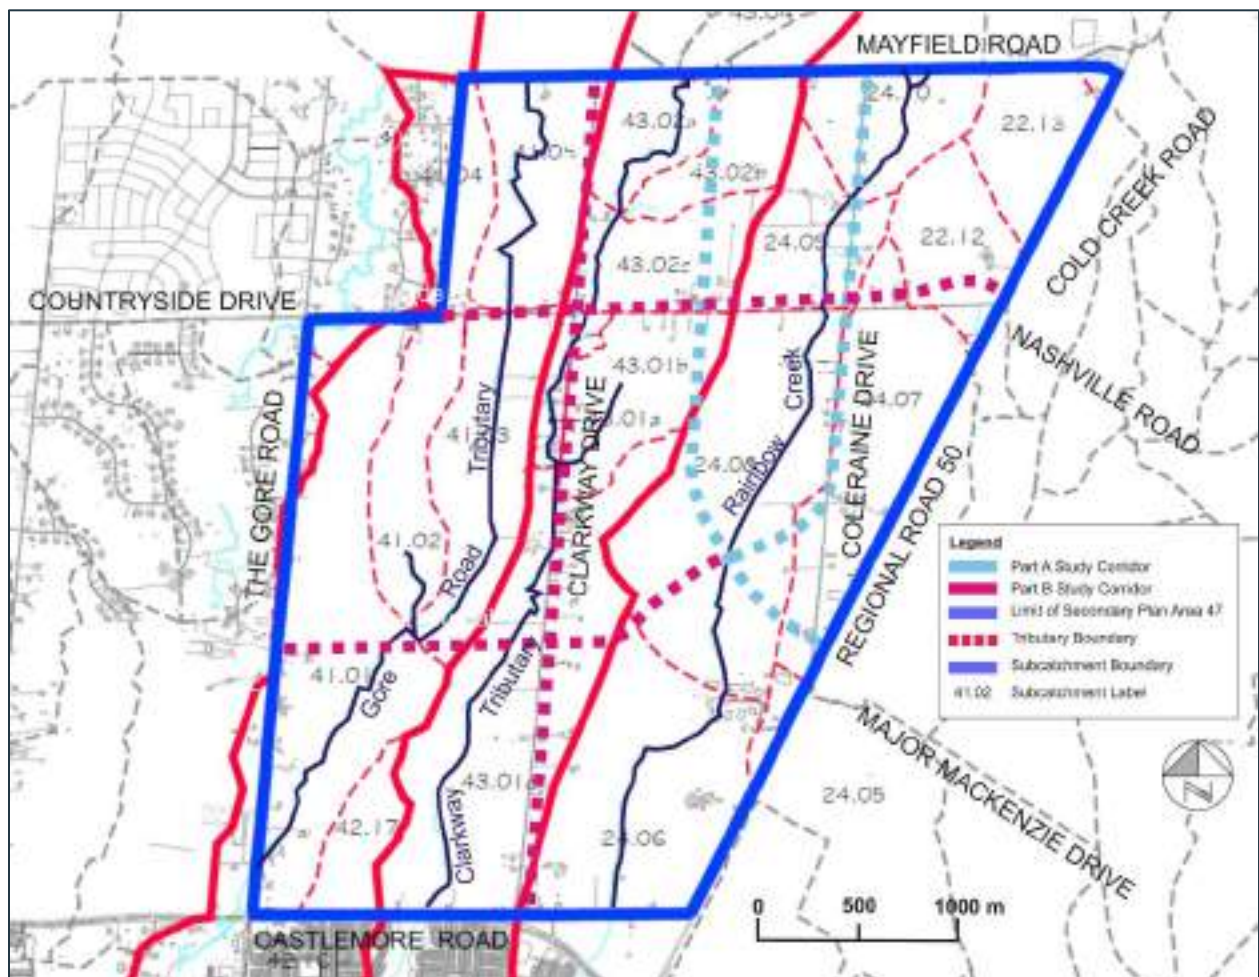 MAYFIELD ROAD
43.02a
24.10
22.13
43.02b
22.12
24.09
43.02c
COLD CREEK ROAD
COUNTRYSIDE DRIVE
NASHVILLE ROAD
43.01b
THE GORE ROAD
Tributary
CLARKWAY DRIVE
Creek
COLERAINE DRIVE
24.08
Rainbow
41.02
Road
REGIONAL ROAD 50
Legend
Part A Study Corridor
Part B Study Corridor
Limit of Secondary Plan Area 47
Tributary Boundary
Subcatchment Boundary
41.02 Subcatchment Label
41.01
Gore
Tributary
MAJOR MACKENZIE DRIVE
43.01
Clarkway
24.05
42.17
24.06
N
0 500 1000 m
CASTLEMORE ROAD